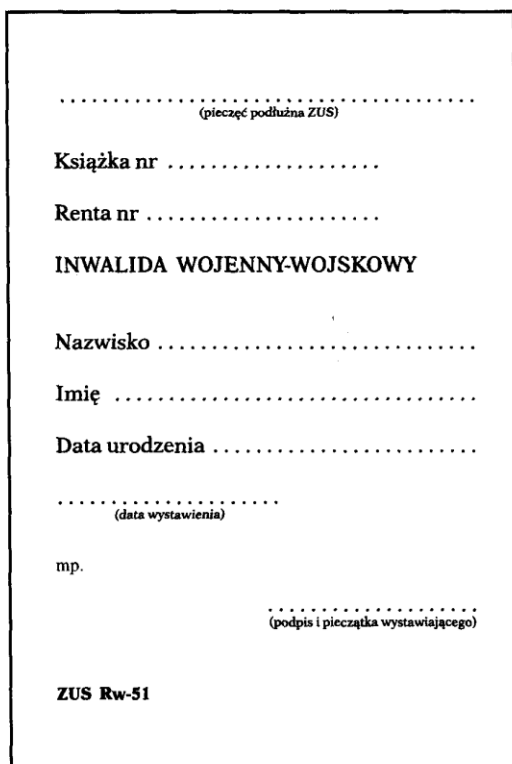 ........................................
(pieczęć podłużna ZUS)
Książka nr ....................
Renta nr ......................
INWALIDA WOJENNY-WOJSKOWY
Nazwisko ..............................
Imię ..................................
Data urodzenia .........................
.....................
(data wystawienia)
mp.
....................
(podpis i pieczątka wystawiającego)
ZUS Rw-51